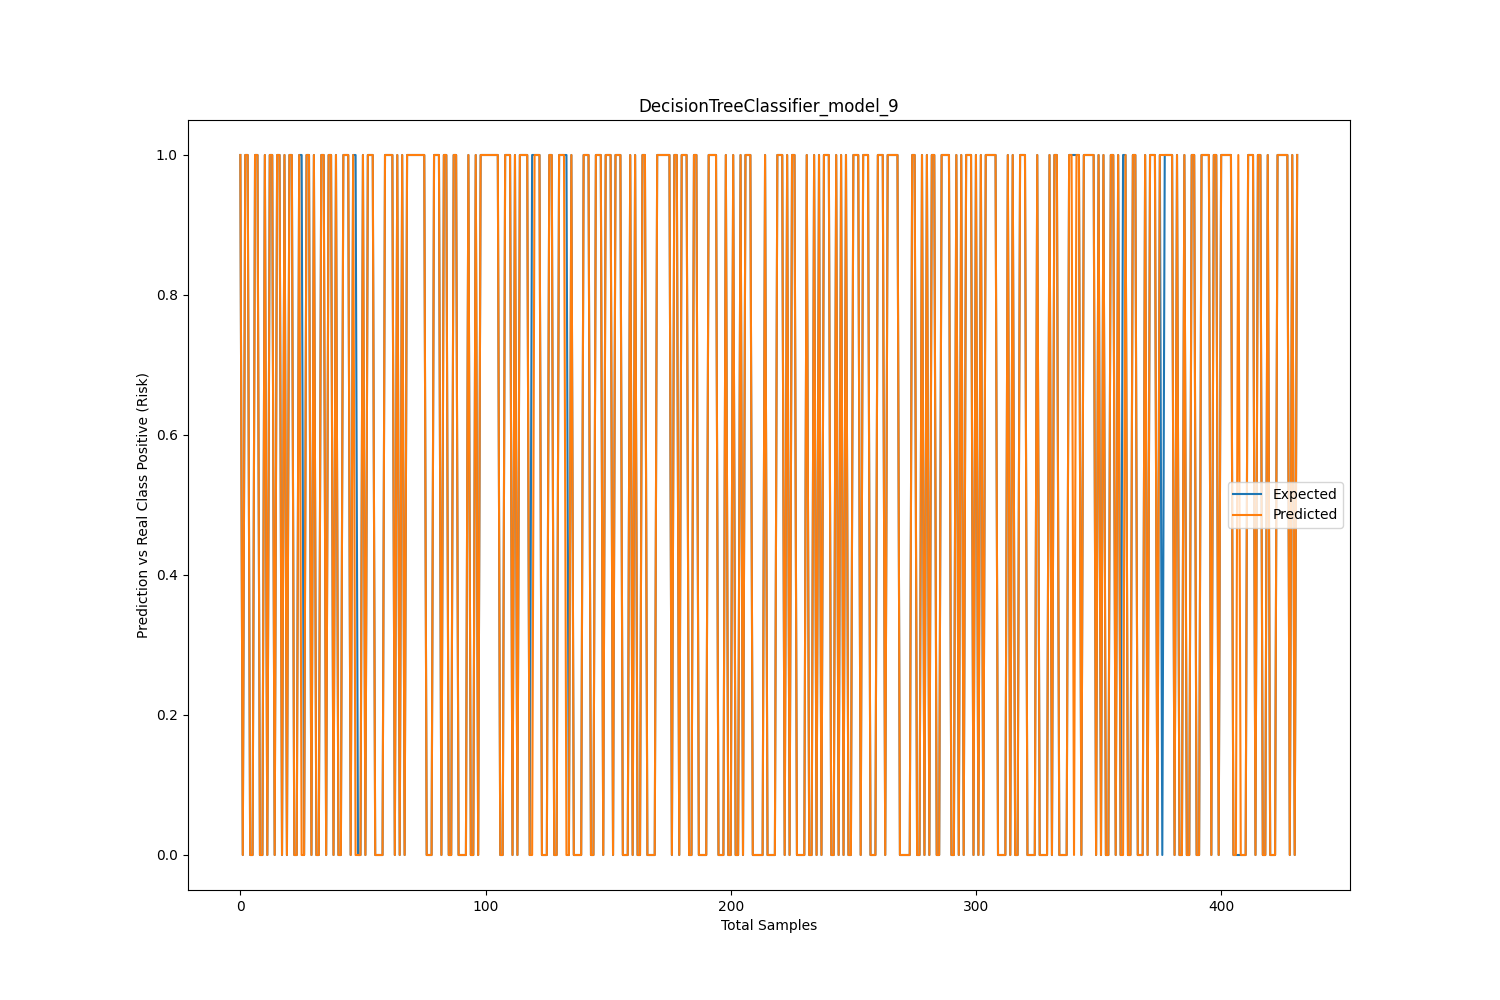 DecisionTreeClassifier_model_9
1.0
0.8
0.6
0.4
0.2
0.0
Prediction vs Real Class Positive (Risk)
Expected
Predicted
0
100
200
300
400
Total Samples